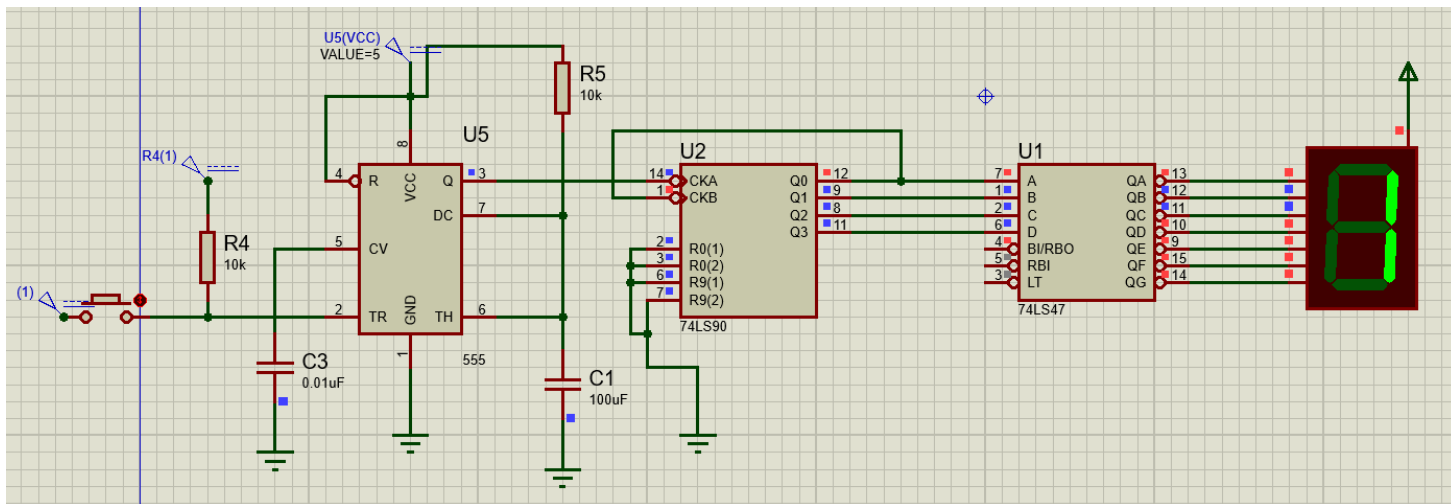 U5(VCC)
VALUE=5
R5
10k
R4(1)
R4
10k
(1)
U5
8
4
R
VCC
Q
3
DC
7
5
CV
2
TR
GND
TH
6
1
555
C3
0.01uF
C1
100uF
U2
14
CKA
1
CKB
Q0
12
Q1
9
Q2
8
Q3
11
2
R0(1)
3
R0(2)
6
R9(1)
7
R9(2)
74LS90
U1
7
A
1
B
2
C
6
D
4
BI/RBO
5
RBI
3
LT
QA
13
QB
12
QC
11
QD
10
QE
9
QF
15
QG
14
74LS47
1